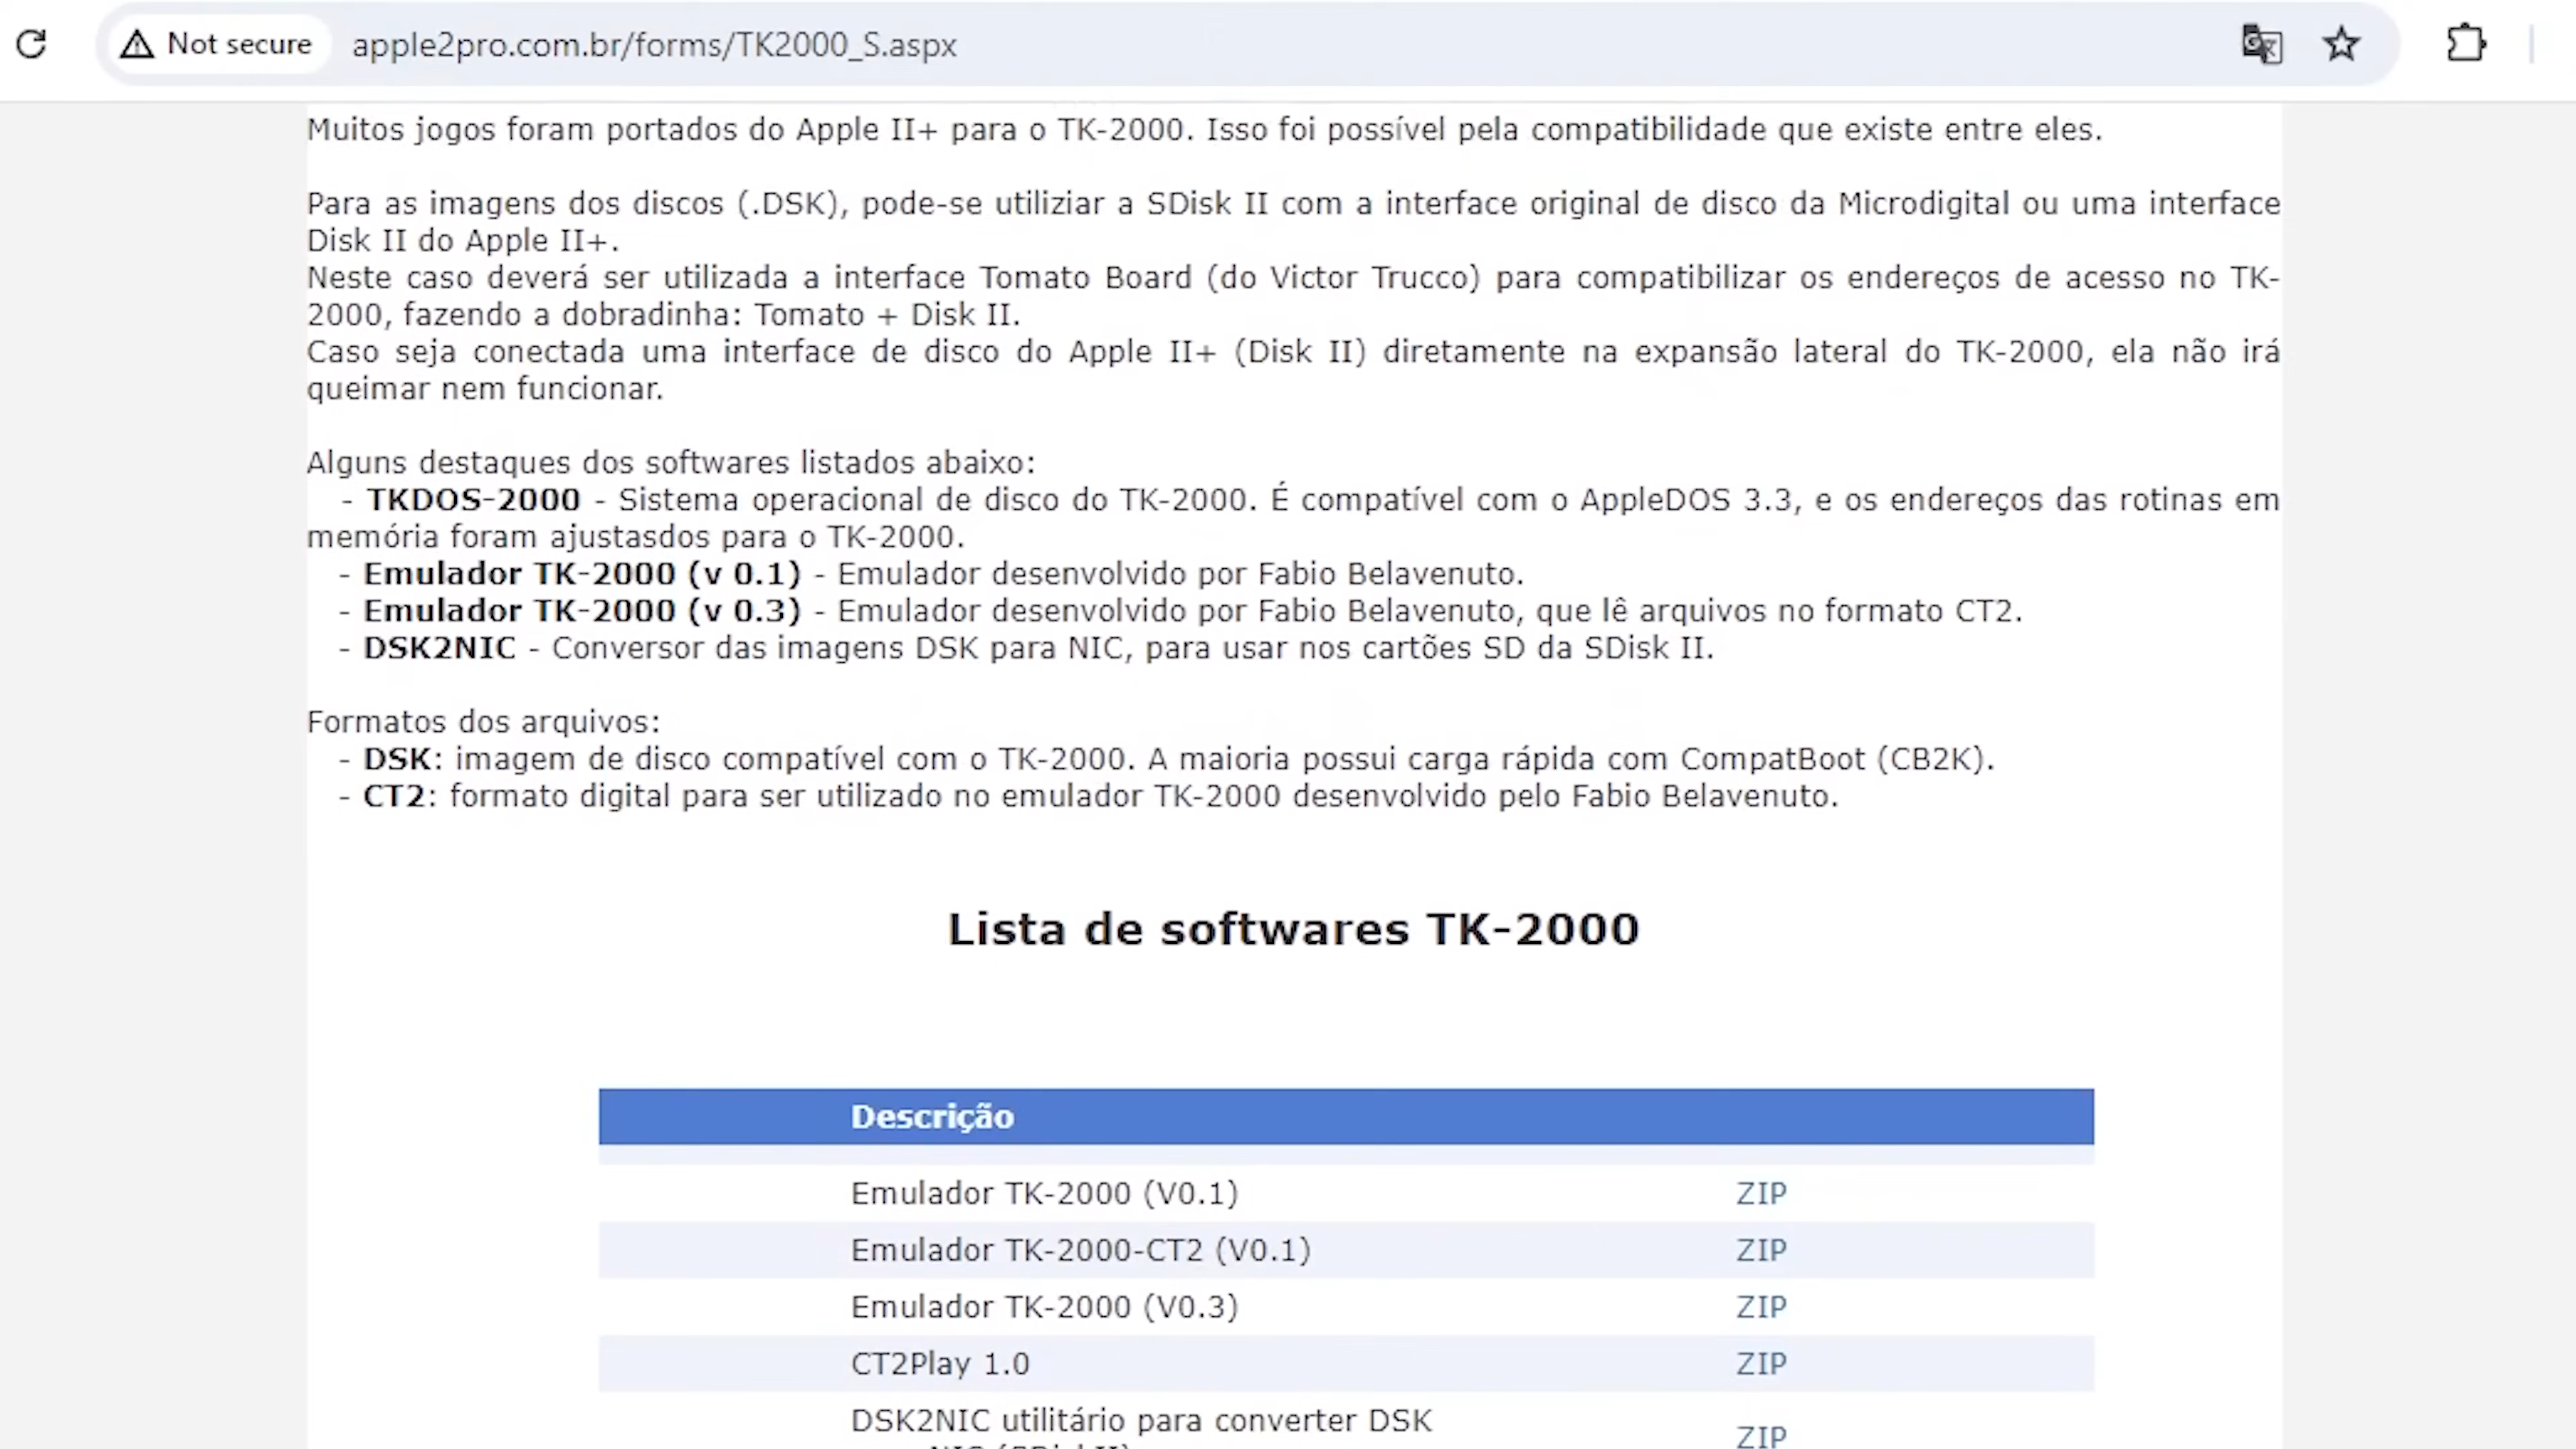 Not secure apple2pro.com.br/forms/TK2000_S.aspx
Muitos jogos foram portados do Apple II+ para o TK-2000. Isso foi possível pela compatibilidade que existe entre eles.
Para as imagens dos discos (.DSK), pode-se utiliziar a SDisk II com a interface original de disco da Microdigital ou uma interface
Disk II do Apple II+.
Neste caso deverá ser utilizada a interface Tomato Board (do Victor Trucco) para compatibilizar os endereços de acesso no TK-
2000, fazendo a dobradinha: Tomato + Disk II.
Caso seja conectada uma interface de disco do Apple II+ (Disk II) diretamente na expansão lateral do TK-2000, ela não irá
queimar nem funcionar.
Alguns destaques dos softwares listados abaixo:
- TKDOS-2000 - Sistema operacional de disco do TK-2000. É compatível com o AppleDOS 3.3, e os endereços das rotinas em
memória foram ajustasdos para o TK-2000.
- Emulador TK-2000 (v 0.1) - Emulador desenvolvido por Fabio Belavenuto.
- Emulador TK-2000 (v 0.3) - Emulador desenvolvido por Fabio Belavenuto, que lê arquivos no formato CT2.
- DSK2NIC - Conversor das imagens DSK para NIC, para usar nos cartões SD da SDisk II.
Formatos dos arquivos:
- DSK: imagem de disco compatível com o TK-2000. A maioria possui carga rápida com CompatBoot (CB2K).
- CT2: formato digital para ser utilizado no emulador TK-2000 desenvolvido pelo Fabio Belavenuto.
Lista de softwares TK-2000
Descrição
Emulador TK-2000 (V0.1) ZIP
Emulador TK-2000-CT2 (V0.1) ZIP
Emulador TK-2000 (V0.3) ZIP
CT2Play 1.0 ZIP
DSK2NIC utilitário para converter DSK ZIP